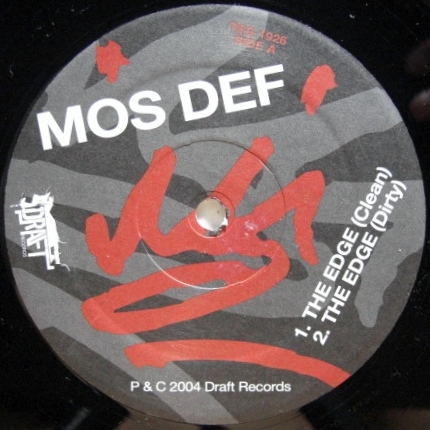 SIDE A
MOS DEF
DRAFT
1. THE EDGE (Clean)
2. THE EDGE (Dirty)
P & C 2004 Draft Records